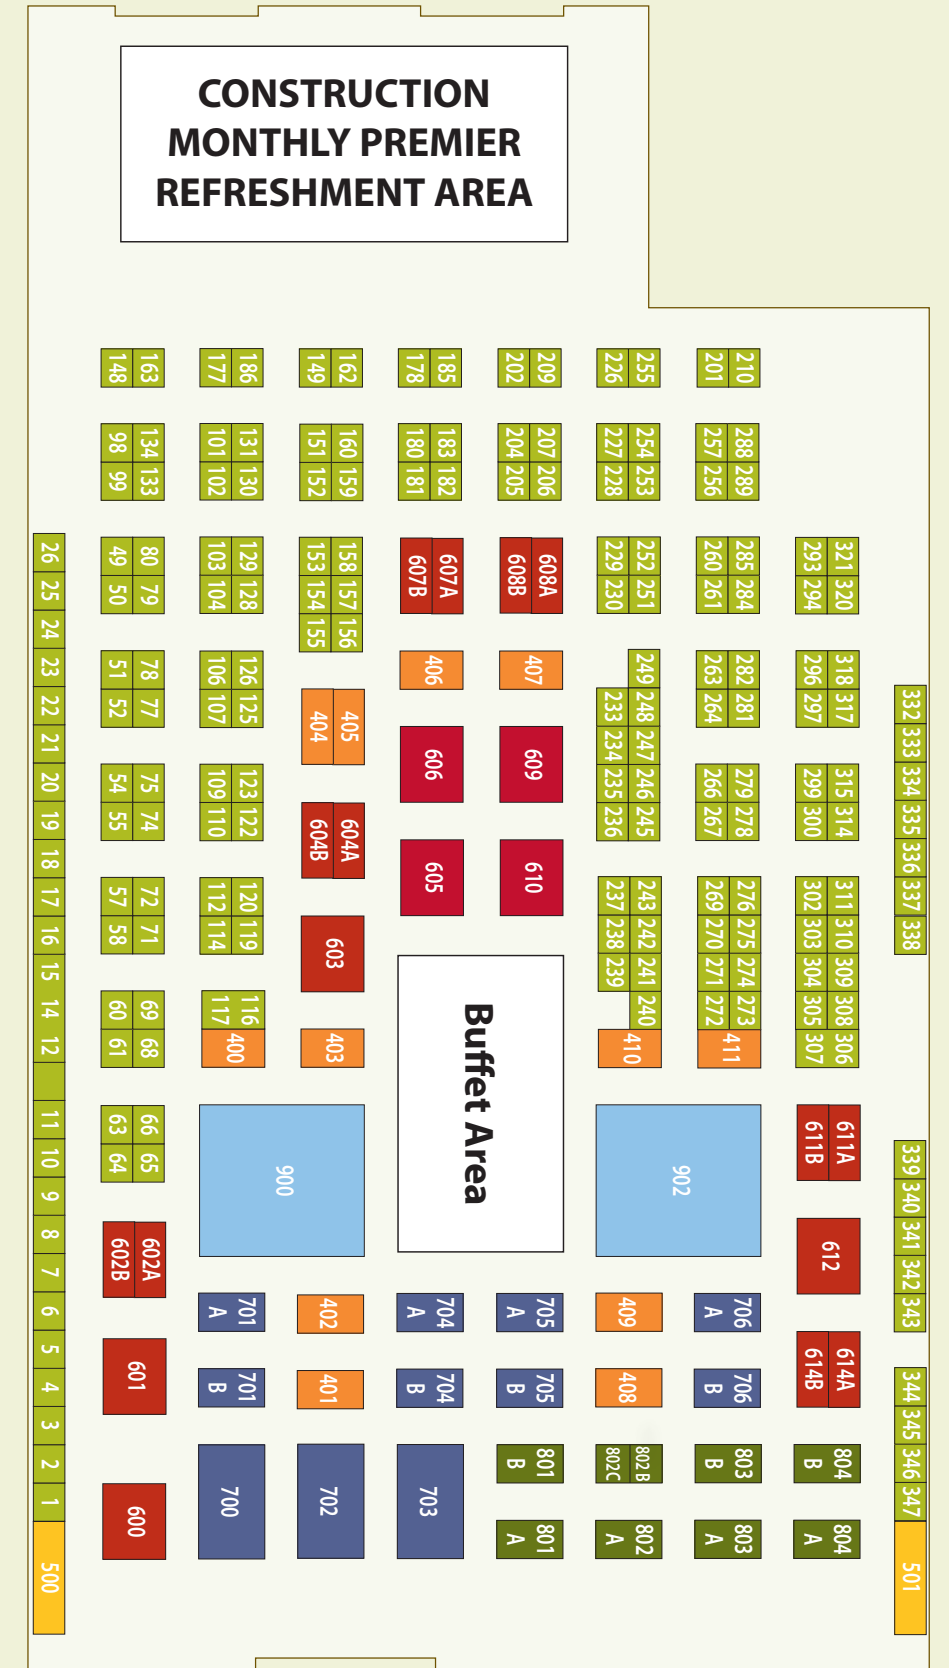 CONSTRUCTION
MONTHLY PREMIER
REFRESHMENT AREA
148 163 177 186 149 162 178 185 202 209 226 255 201 210
98 134 101 131 151 160 180 183 204 207 227 254 257 288
99 133 102 130 152 159 181 182 205 206 228 253 256 289
26 49 80 103 129 153 158 607B 607A 608B 608A 229 252 260 285 293 321
25 50 79 104 128 154 157 230 251 261 284 294 320
24 155 156
23 51 78 106 126 406 407 249 263 282 296 318
22 52 77 107 125 404 405 233 248 264 281 297 317 332
21 606 609 234 247 333
20 54 75 109 123 235 246 266 279 299 315 334
19 55 74 110 122 604B 604A 236 245 267 278 300 314 335
18 605 610 336
17 57 72 112 120 237 243 269 276 302 311 337
16 58 71 114 119 603 238 242 270 275 303 310 338
15 239 241 271 274 304 309
14 60 69 117 116 240 272 273 305 308
12 61 68 400 403 410 411 307 306
Buffet Area
11 63 66 611B 611A
10 64 65 339
9 900 902 340
8 602B 602A 612 341
7 342
6 701 A 402 704 A 705 A 409 706 A 343
5 601 614B 614A
4 701 B 401 704 B 705 B 408 706 B 344
3 345
2 801 B 802C 802 B 803 B 804 B 346
1 700 702 703 347
600 801 A 802 A 803 A 804 A
500 501